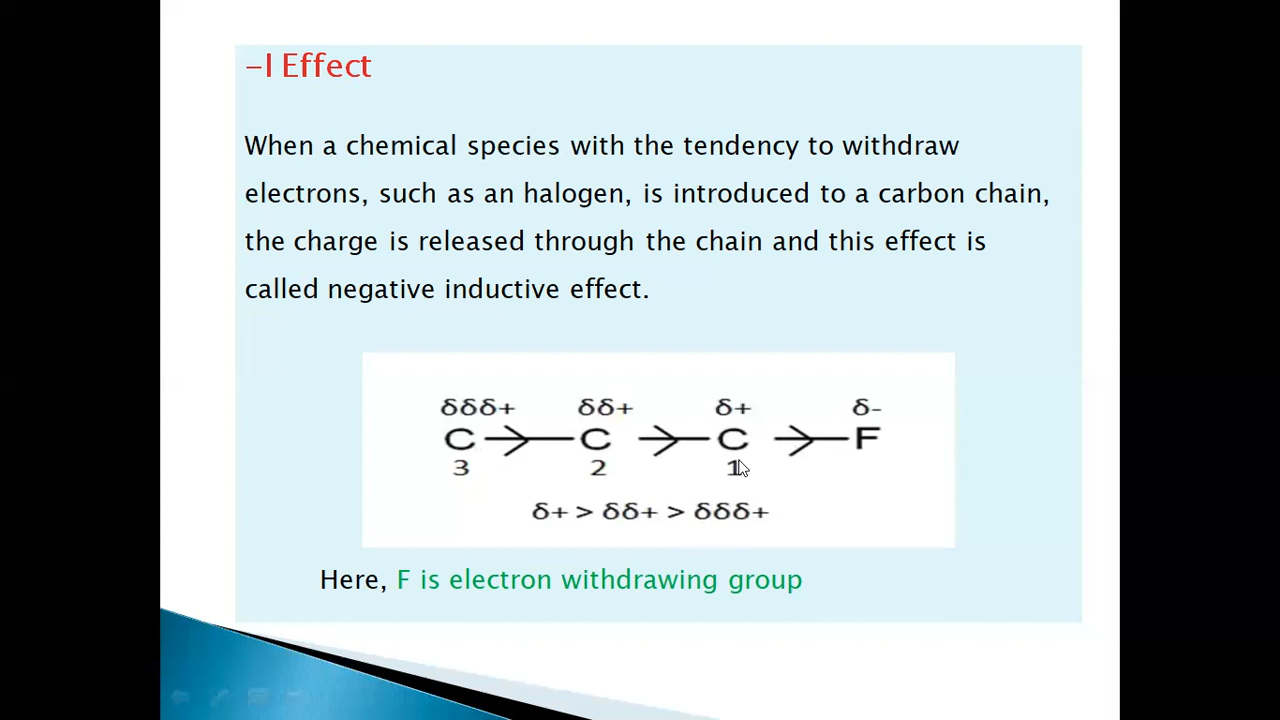 –I Effect
When a chemical species with the tendency to withdraw
electrons, such as an halogen, is introduced to a carbon chain,
the charge is released through the chain and this effect is
called negative inductive effect.
δδδ+ δδ+ δ+ δ-
C C C F
3 2 1
δ+ > δδ+ > δδδ+
Here, F is electron withdrawing group